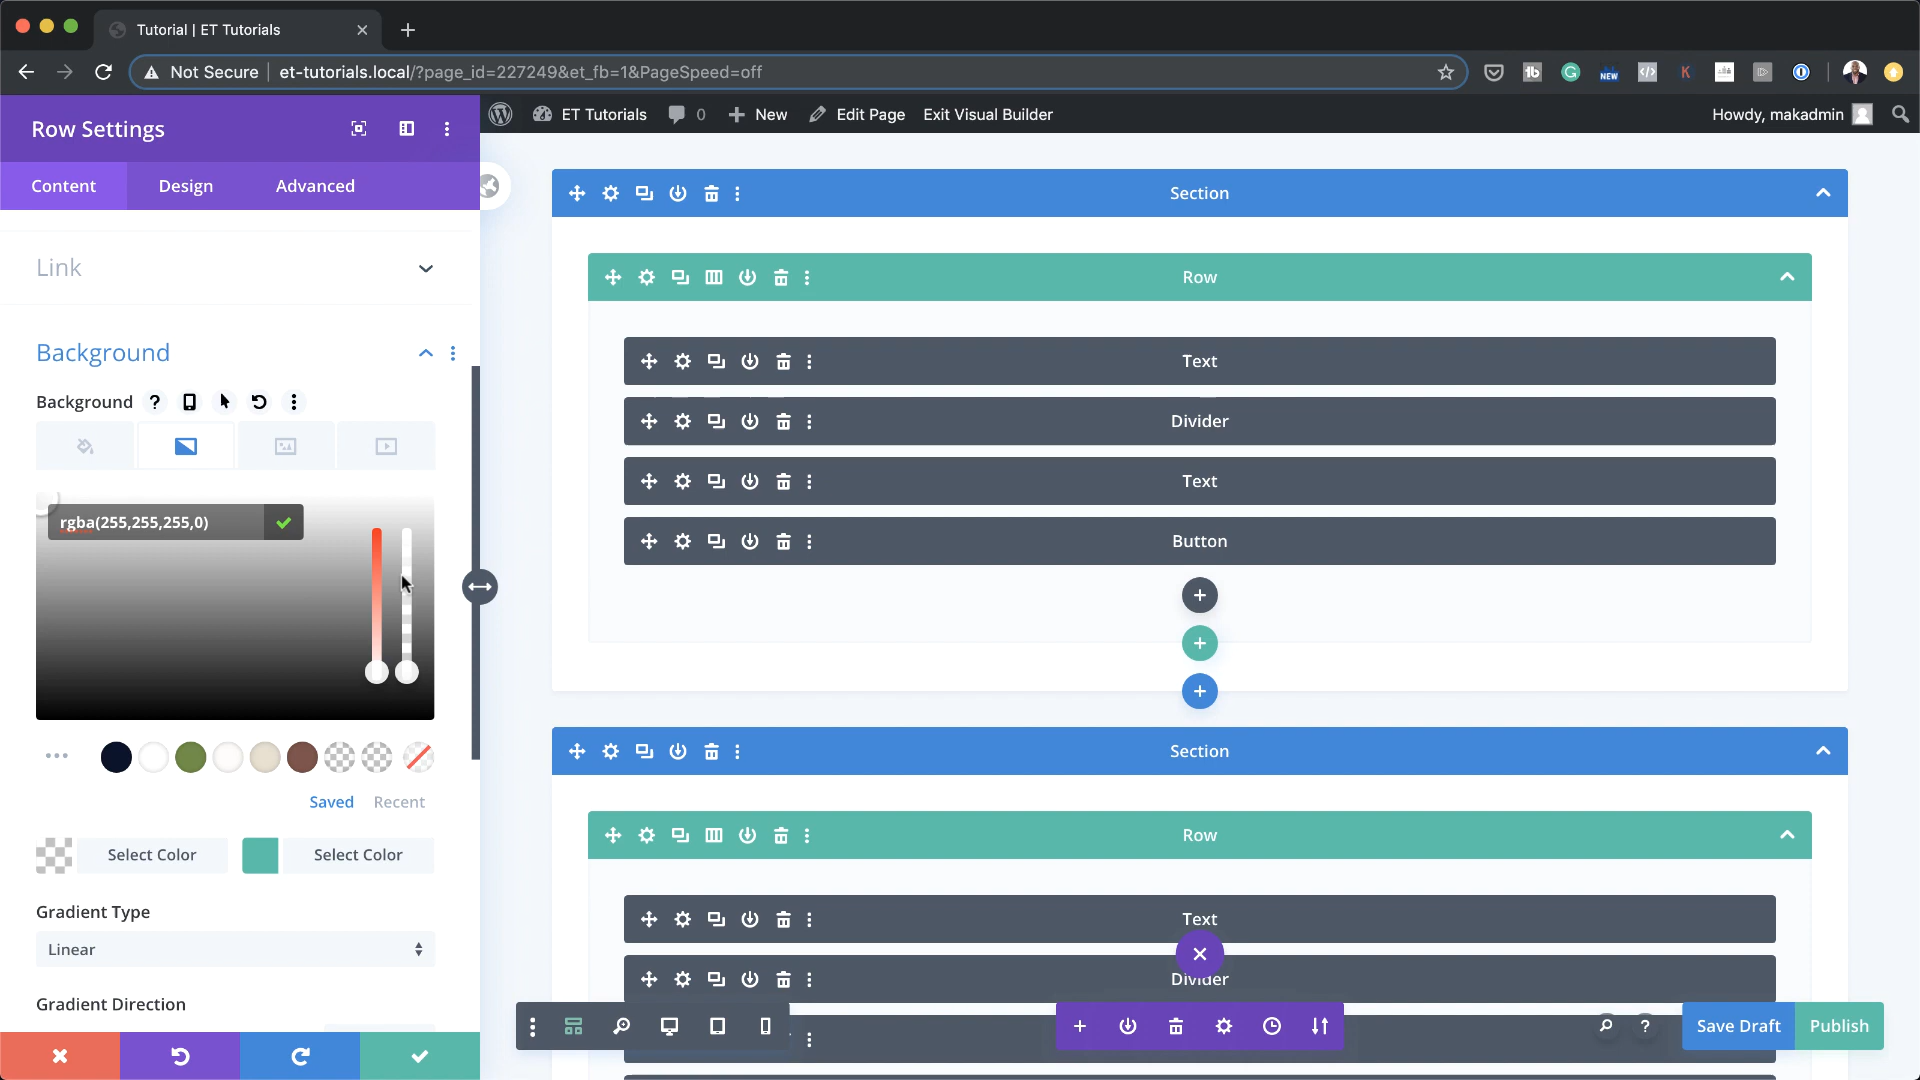 Tutorial | ET Tutorials
Not Secure
et-tutorials.local/?page_id=227249&et_fb=1&PageSpeed=off
NEW
ET Tutorials
0
New
Edit Page
Exit Visual Builder
Howdy, makadmin
Row Settings
Content
Design
Advanced
Link
Background
Background
rgba(255,255,255,0)
Saved
Recent
Select Color
Select Color
Gradient Type
Linear
Gradient Direction
Section
Row
Text
Divider
Text
Button
Section
Row
Text
Divider
Save Draft
Publish